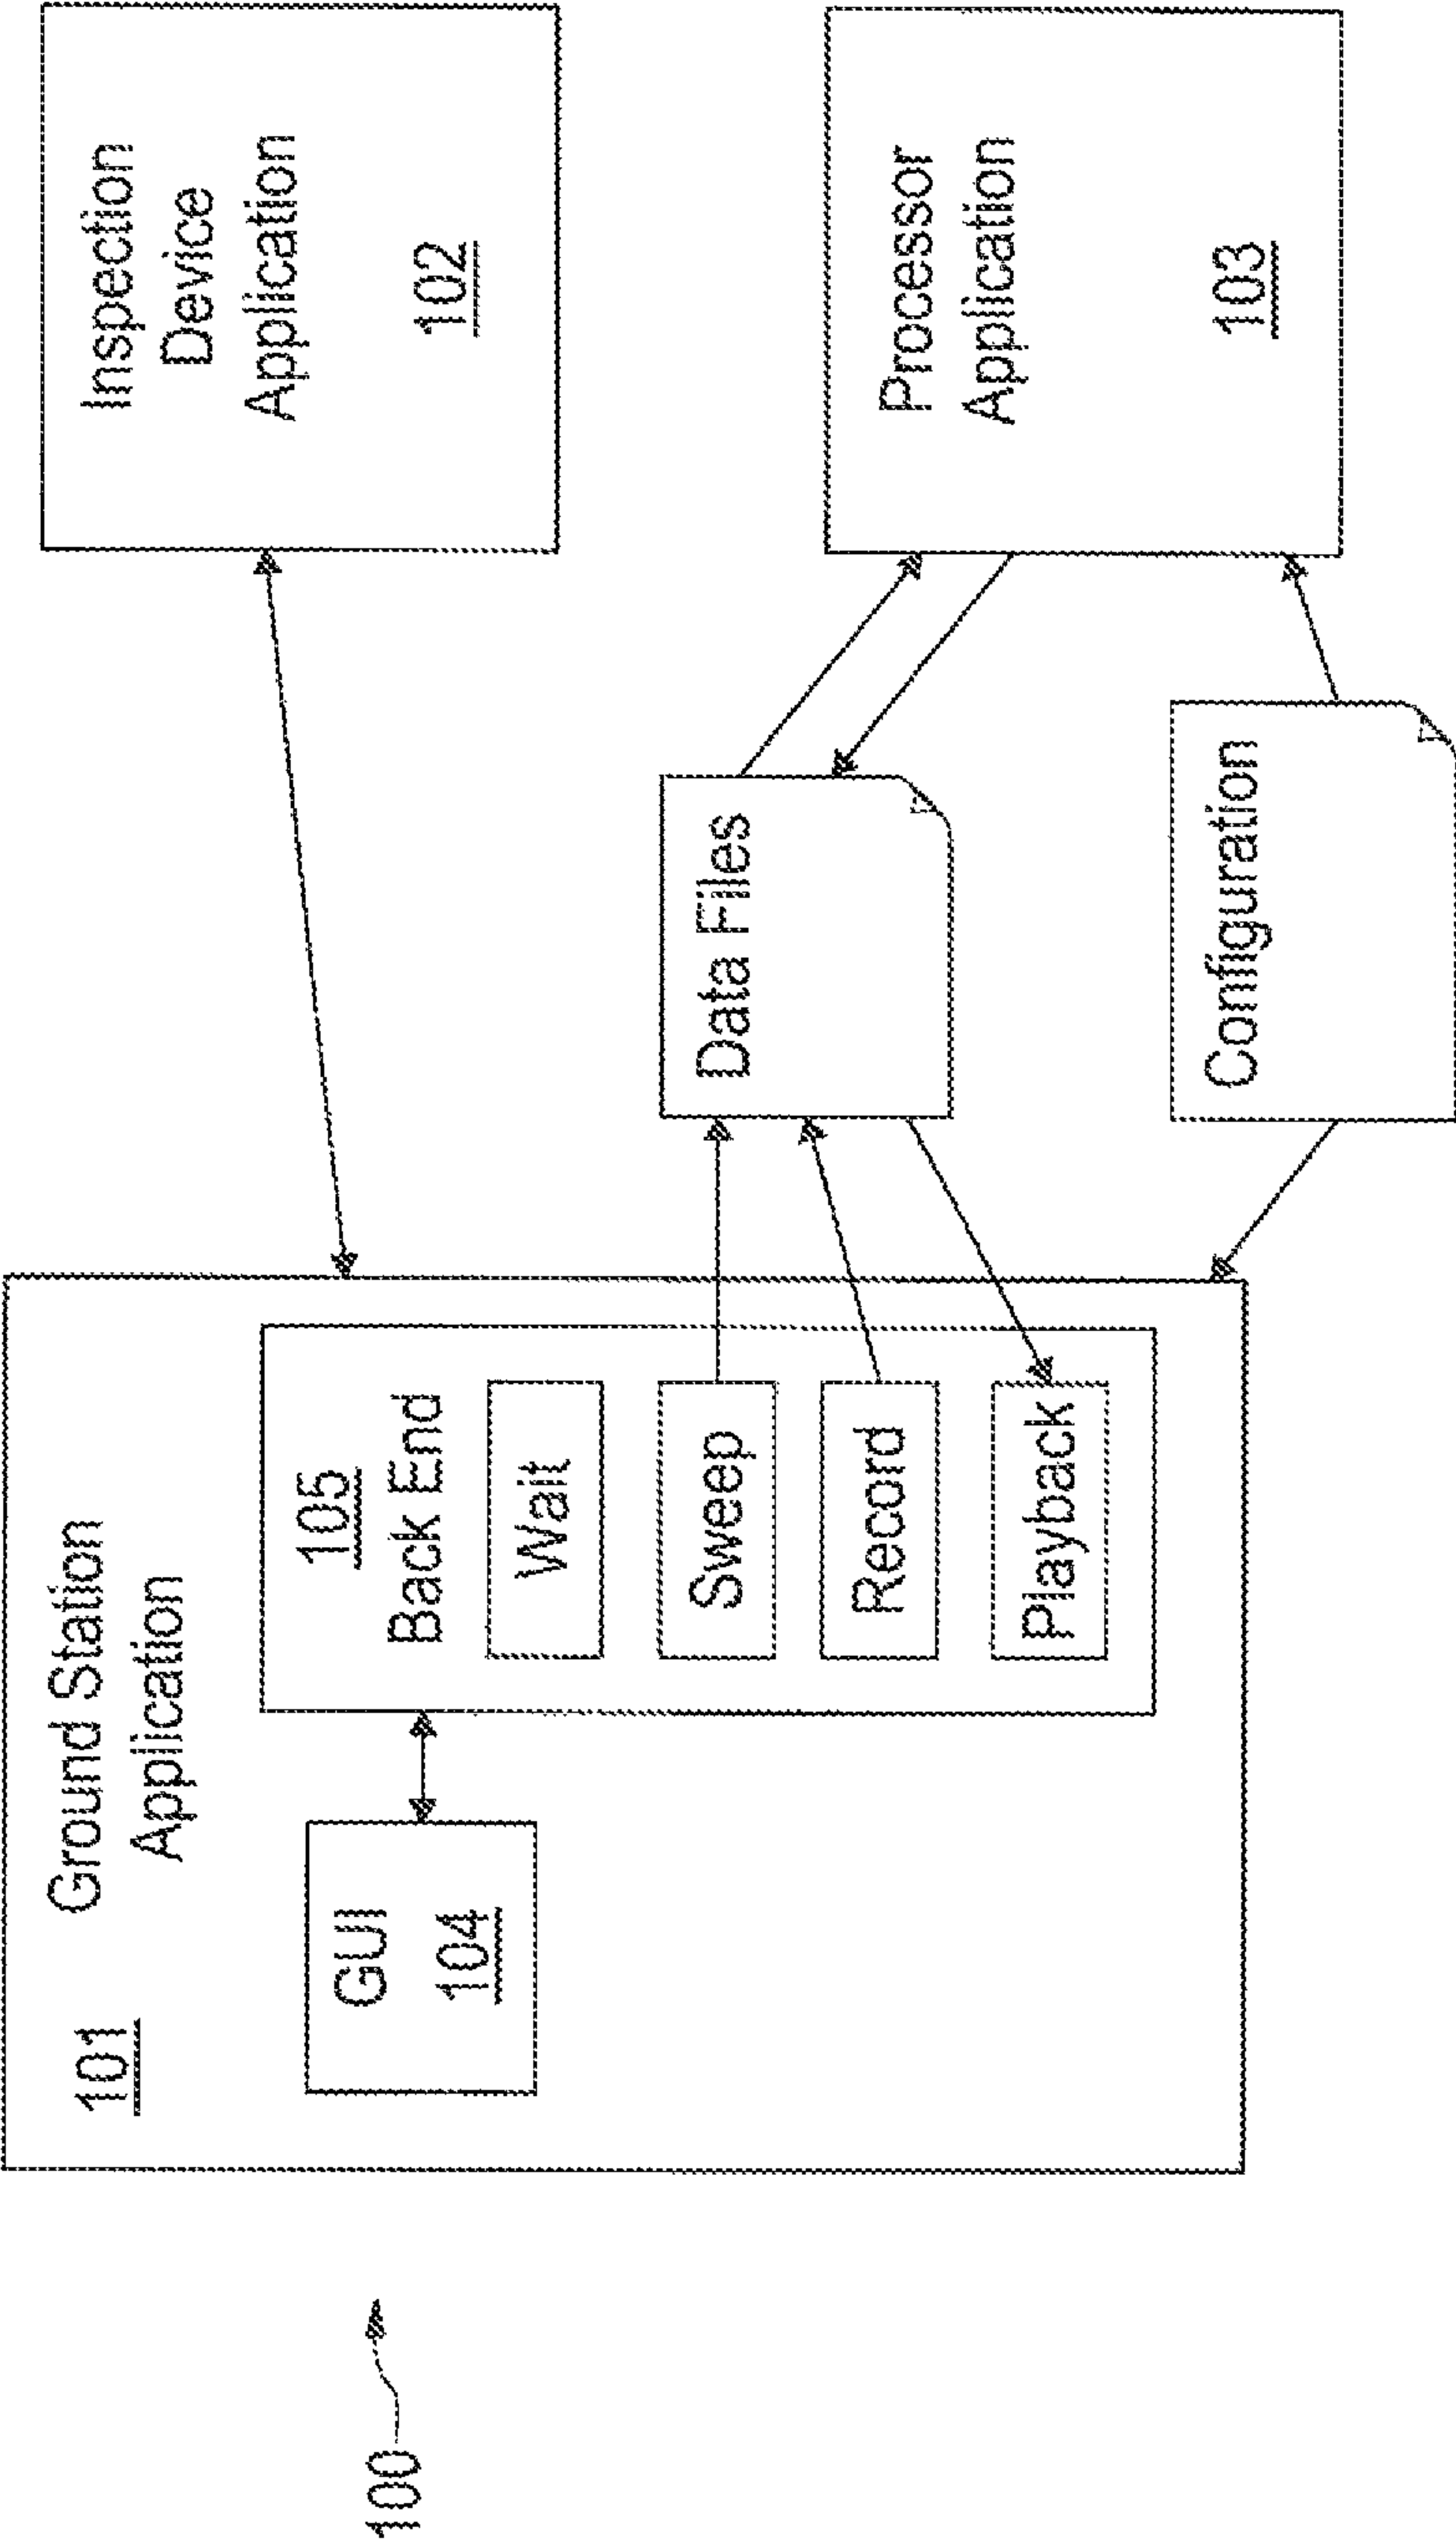 100
101
Ground Station
Application
GUI
104
105
Back End
Wait
Sweep
Record
Playback
Data Files
Configuration
Inspection
Device
Application
102
Processor
Application
103